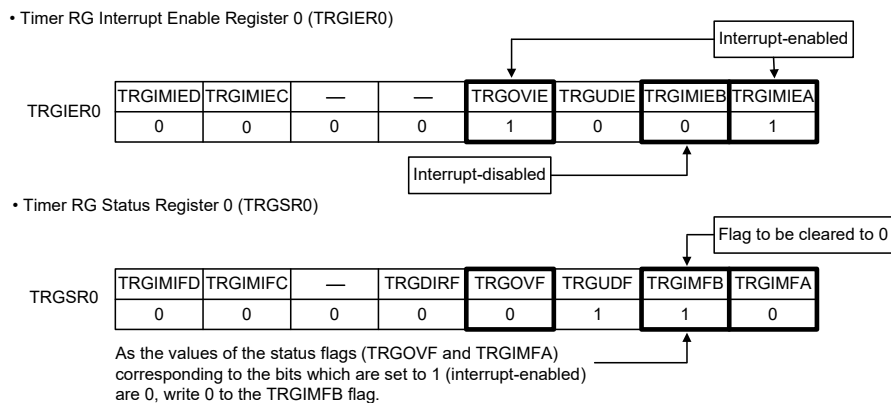 • Timer RG Interrupt Enable Register 0 (TRGIER0)
Interrupt-enabled
TRGIER0
TRGIMIED TRGIMIEC — — TRGOVIE TRGUDIE TRGIMIEB TRGIMIEA
0 0 0 0 1 0 0 1
Interrupt-disabled
• Timer RG Status Register 0 (TRGSR0)
Flag to be cleared to 0
TRGSR0
TRGIMIFD TRGIMIFC — TRGDIRF TRGOVF TRGUDF TRGIMFB TRGIMFA
0 0 0 0 0 1 1 0
As the values of the status flags (TRGOVF and TRGIMFA)
corresponding to the bits which are set to 1 (interrupt-enabled)
are 0, write 0 to the TRGIMFB flag.